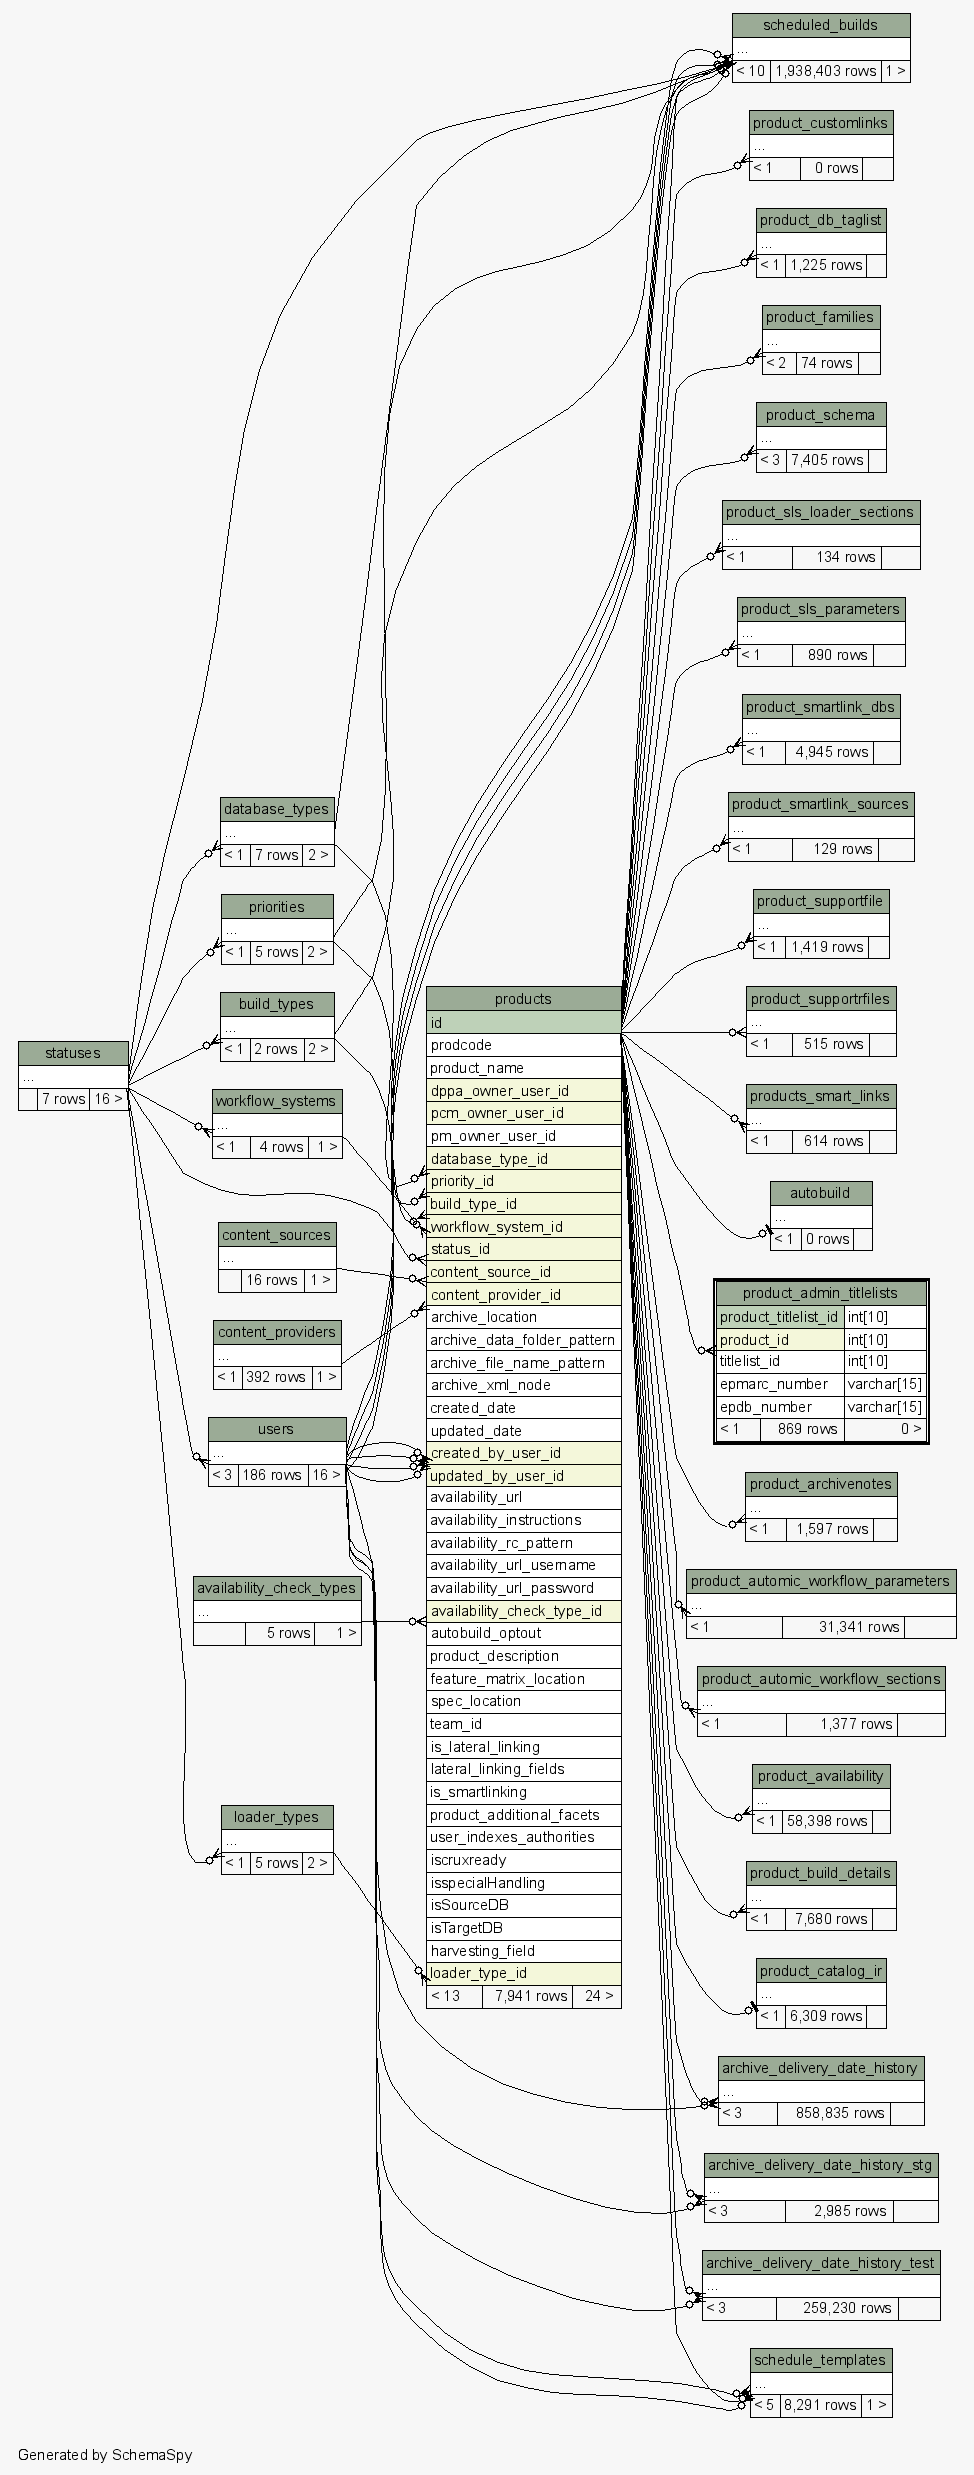 scheduled_builds
...
< 10 1,938,403 rows 1 >
product_customlinks
...
< 1 0 rows
product_db_taglist
...
< 1 1,225 rows
product_families
...
< 2 74 rows
product_schema
...
< 3 7,405 rows
product_sls_loader_sections
...
< 1 134 rows
product_sls_parameters
...
< 1 890 rows
product_smartlink_dbs
...
< 1 4,945 rows
product_smartlink_sources
...
< 1 129 rows
product_supportfile
...
< 1 1,419 rows
product_supportrfiles
...
< 1 515 rows
products_smart_links
...
< 1 614 rows
autobuild
...
< 1 0 rows
product_admin_titlelists
product_titlelist_id int[10]
product_id int[10]
titlelist_id int[10]
epmarc_number varchar[15]
epdb_number varchar[15]
< 1 869 rows 0 >
product_archivenotes
...
< 1 1,597 rows
product_automic_workflow_parameters
...
< 1 31,341 rows
product_automic_workflow_sections
...
< 1 1,377 rows
product_availability
...
< 1 58,398 rows
product_build_details
...
< 1 7,680 rows
product_catalog_ir
...
< 1 6,309 rows
archive_delivery_date_history
...
< 3 858,835 rows
archive_delivery_date_history_stg
...
< 3 2,985 rows
archive_delivery_date_history_test
...
< 3 259,230 rows
schedule_templates
...
< 5 8,291 rows 1 >
database_types
...
< 1 7 rows 2 >
priorities
...
< 1 5 rows 2 >
build_types
...
< 1 2 rows 2 >
statuses
...
7 rows 16 >
workflow_systems
...
< 1 4 rows 1 >
content_sources
...
16 rows 1 >
content_providers
...
< 1 392 rows 1 >
users
...
< 3 186 rows 16 >
availability_check_types
...
5 rows 1 >
loader_types
...
< 1 5 rows 2 >
products
id
prodcode
product_name
dppa_owner_user_id
pcm_owner_user_id
pm_owner_user_id
database_type_id
priority_id
build_type_id
workflow_system_id
status_id
content_source_id
content_provider_id
archive_location
archive_data_folder_pattern
archive_file_name_pattern
archive_xml_node
created_date
updated_date
created_by_user_id
updated_by_user_id
availability_url
availability_instructions
availability_rc_pattern
availability_url_username
availability_url_password
availability_check_type_id
autobuild_optout
product_description
feature_matrix_location
spec_location
team_id
is_lateral_linking
lateral_linking_fields
is_smartlinking
product_additional_facets
user_indexes_authorities
iscruxready
isspecialHandling
isSourceDB
isTargetDB
harvesting_field
loader_type_id
< 13 7,941 rows 24 >
Generated by SchemaSpy